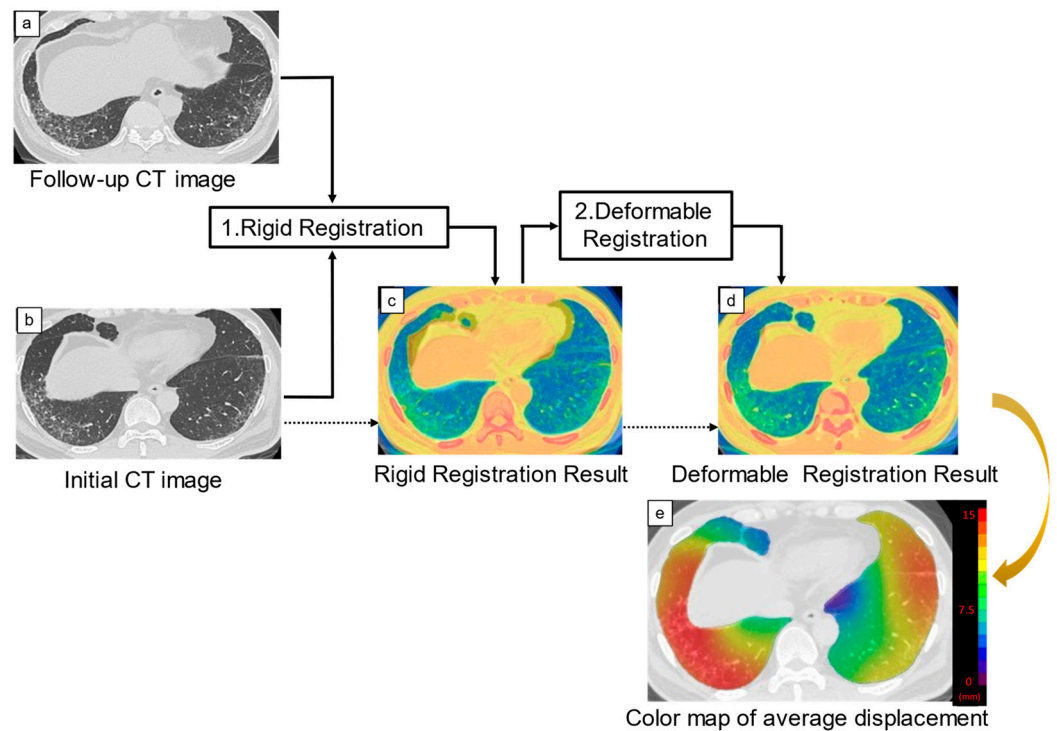 a
Follow-up CT image
1.Rigid Registration
2.Deformable
Registration
b
Initial CT image
c
Rigid Registration Result
d
Deformable Registration Result
e
15
7.5
0
(mm)
Color map of average displacement